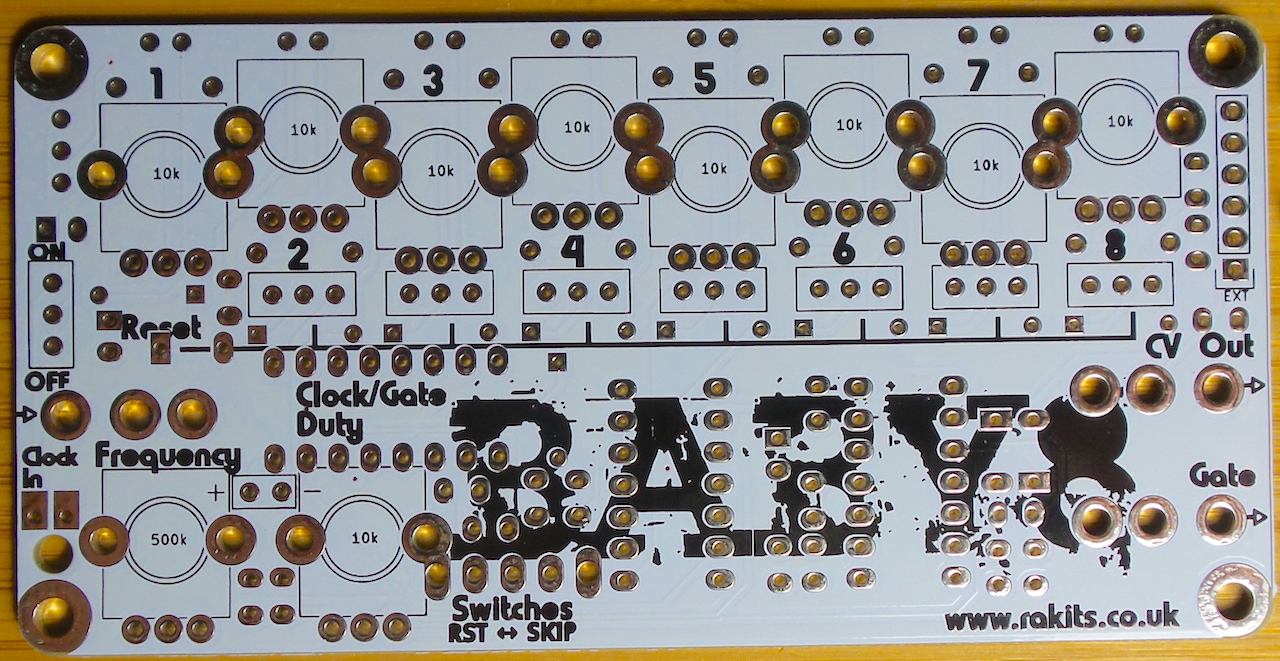 1 3 5 7
10k 10k 10k 10k
10k 10k 10k 10k
ON 2 4 6 8
EXT
Reset
CV Out
OFF
Clock/Gate
Duty
BABY8
Clock
In
Frequency
Gate
+ −
500k 10k
Switches
RST ↔ SKIP
www.rakits.co.uk